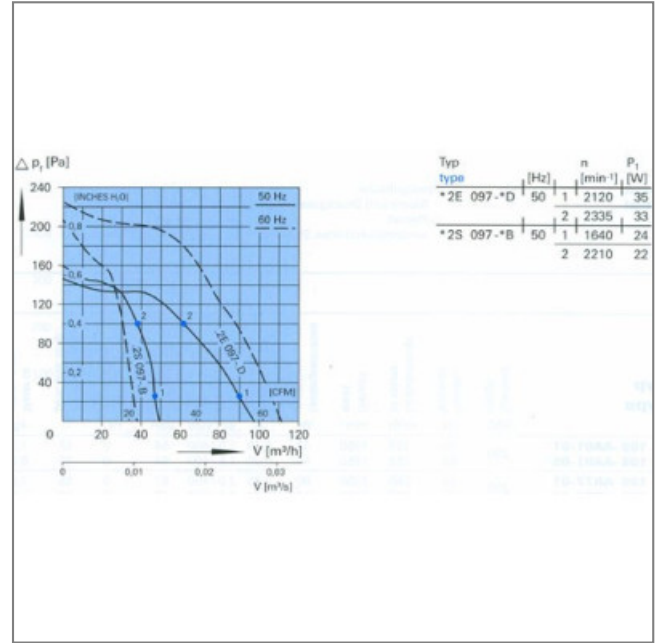 △ pₜ [Pa]
240
200
160
120
80
40
0
[INCHES H₂O]
0,8
0,6
0,4
0,2
50 Hz
60 Hz
2
2
1
1
2S 097-.B
2E 097-.D
[CFM]
20
40
60
20 40 60 80 100 120
V̇ [m³/h]
0 0,01 0,02 0,03
V̇ [m³/s]
Typ n P₁
type [Hz] [min⁻¹] [W]
*2E 097-*D 50 1 2120 35
2 2335 33
*2S 097-*B 50 1 1640 24
2 2210 22